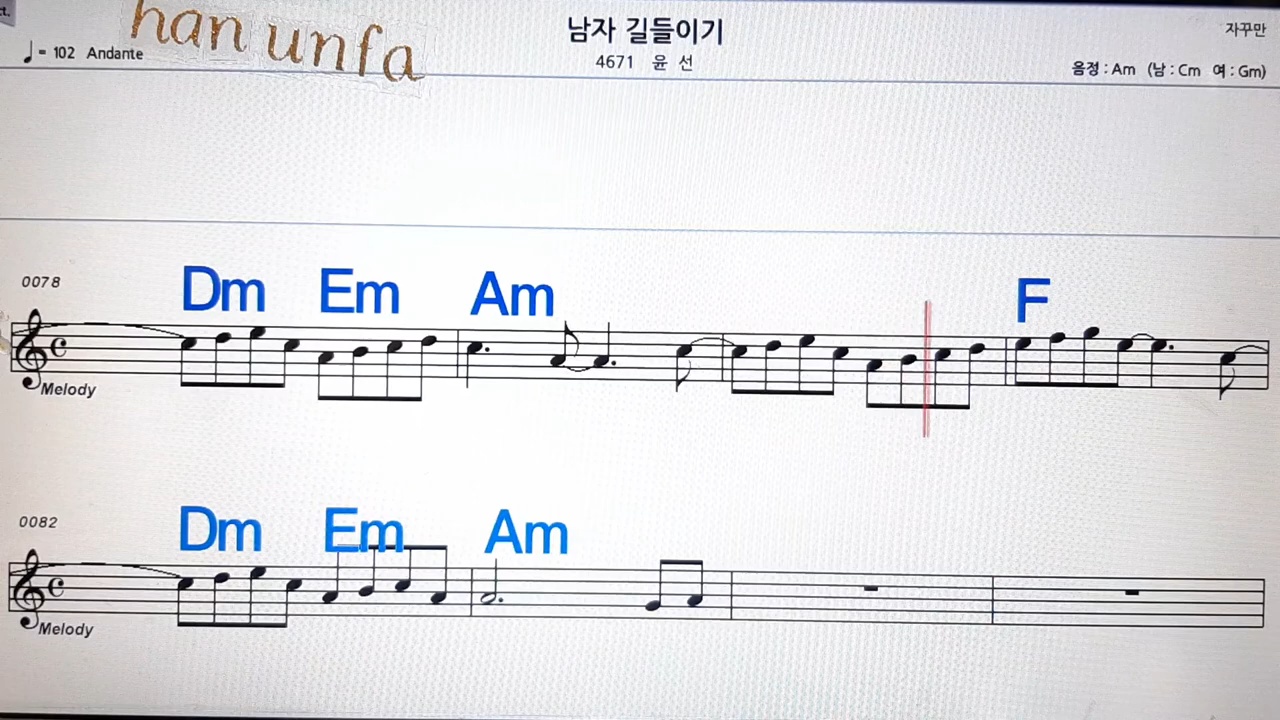 ct.
han unfa
남자 길들이기
자꾸만
♩ = 102 Andante
4671 윤 선
음정 : Am (남 : Cm 여 : Gm)
Dm Em Am F
0078
Melody
Dm Em Am
0082
Melody